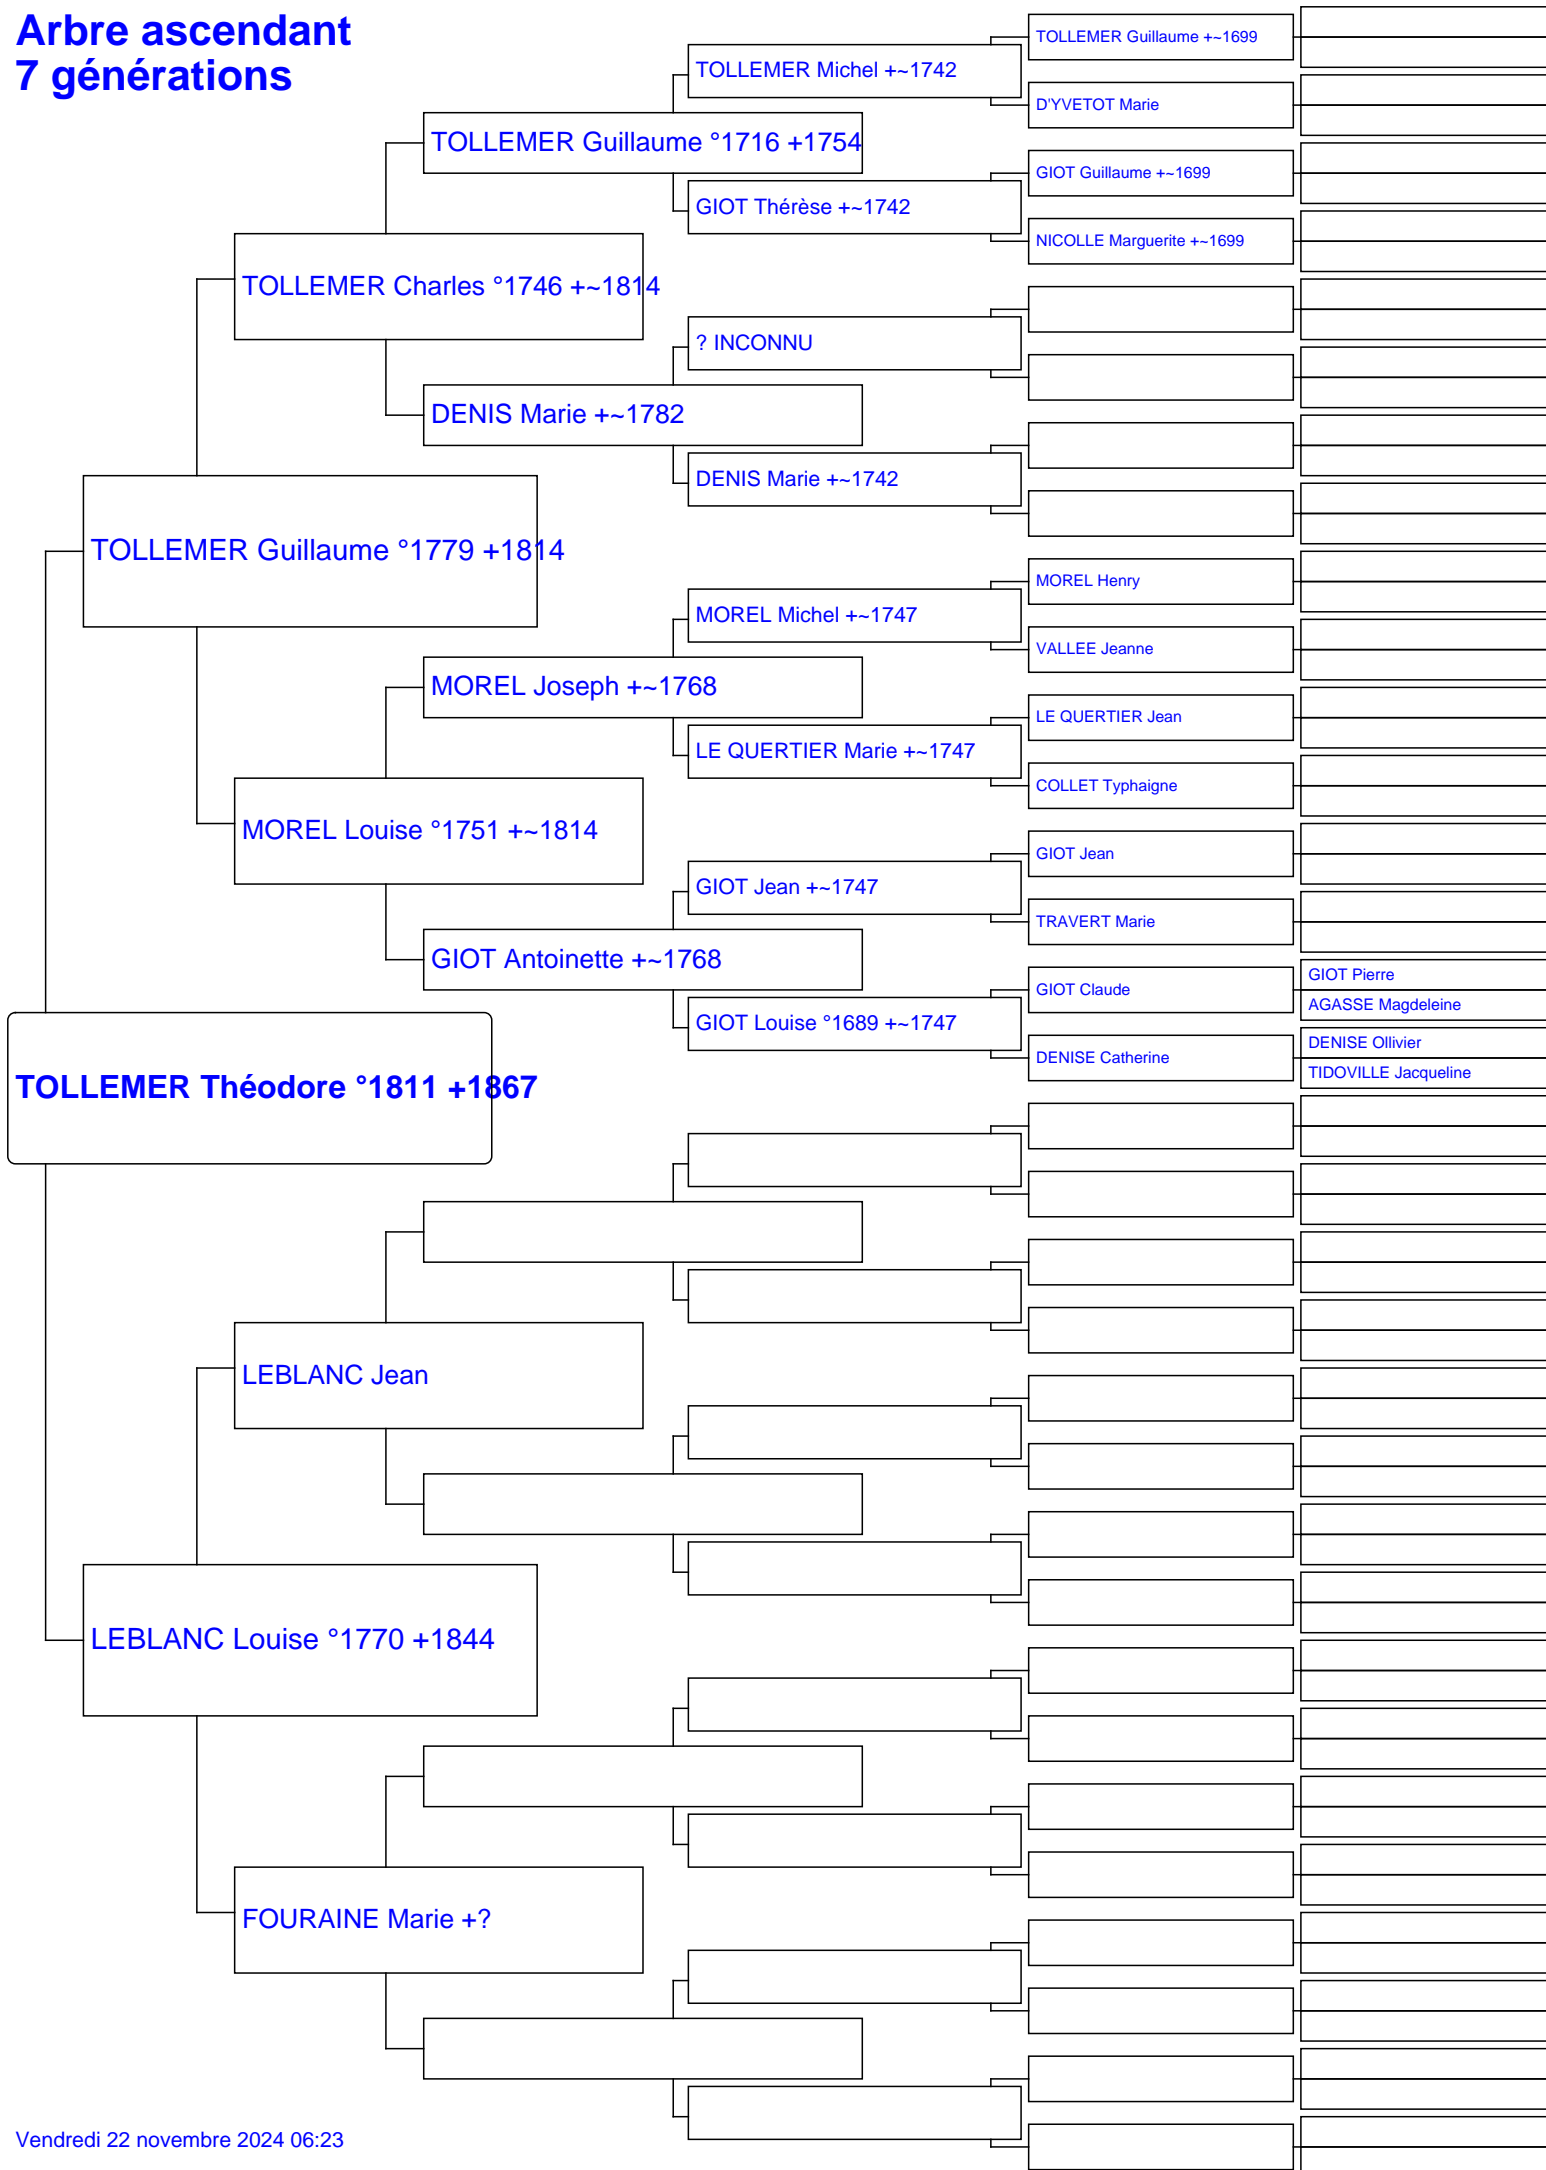 Arbre ascendant
7 générations
TOLLEMER Guillaume +~1699
TOLLEMER Michel +~1742
D'YVETOT Marie
TOLLEMER Guillaume °1716 +1754
GIOT Guillaume +~1699
GIOT Thérèse +~1742
NICOLLE Marguerite +~1699
TOLLEMER Charles °1746 +~1814
? INCONNU
DENIS Marie +~1782
DENIS Marie +~1742
TOLLEMER Guillaume °1779 +1814
MOREL Henry
MOREL Michel +~1747
VALLEE Jeanne
MOREL Joseph +~1768
LE QUERTIER Jean
LE QUERTIER Marie +~1747
COLLET Typhaigne
MOREL Louise °1751 +~1814
GIOT Jean
GIOT Jean +~1747
TRAVERT Marie
GIOT Antoinette +~1768
GIOT Pierre
GIOT Claude
AGASSE Magdeleine
GIOT Louise °1689 +~1747
DENISE Ollivier
DENISE Catherine
TIDOVILLE Jacqueline
TOLLEMER Théodore °1811 +1867
LEBLANC Jean
LEBLANC Louise °1770 +1844
FOURAINE Marie +?
Vendredi 22 novembre 2024 06:23